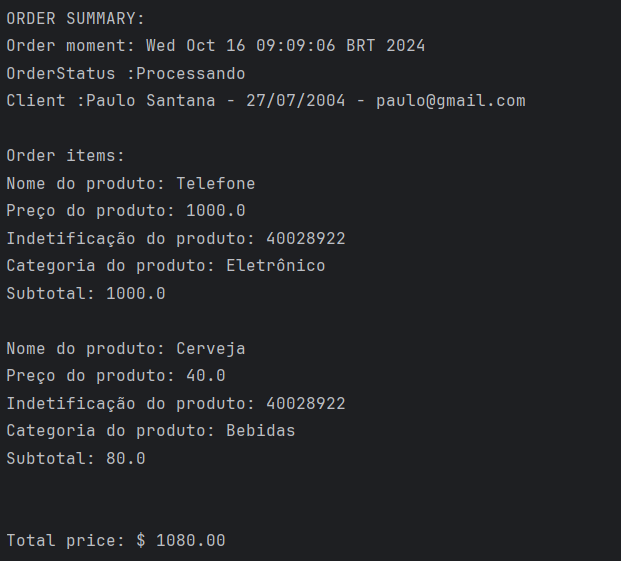 ORDER SUMMARY:
Order moment: Wed Oct 16 09:09:06 BRT 2024
OrderStatus :Processando
Client :Paulo Santana - 27/07/2004 - paulo@gmail.com
Order items:
Nome do produto: Telefone
Preço do produto: 1000.0
Indetificação do produto: 40028922
Categoria do produto: Eletrônico
Subtotal: 1000.0
Nome do produto: Cerveja
Preço do produto: 40.0
Indetificação do produto: 40028922
Categoria do produto: Bebidas
Subtotal: 80.0
Total price: $ 1080.00